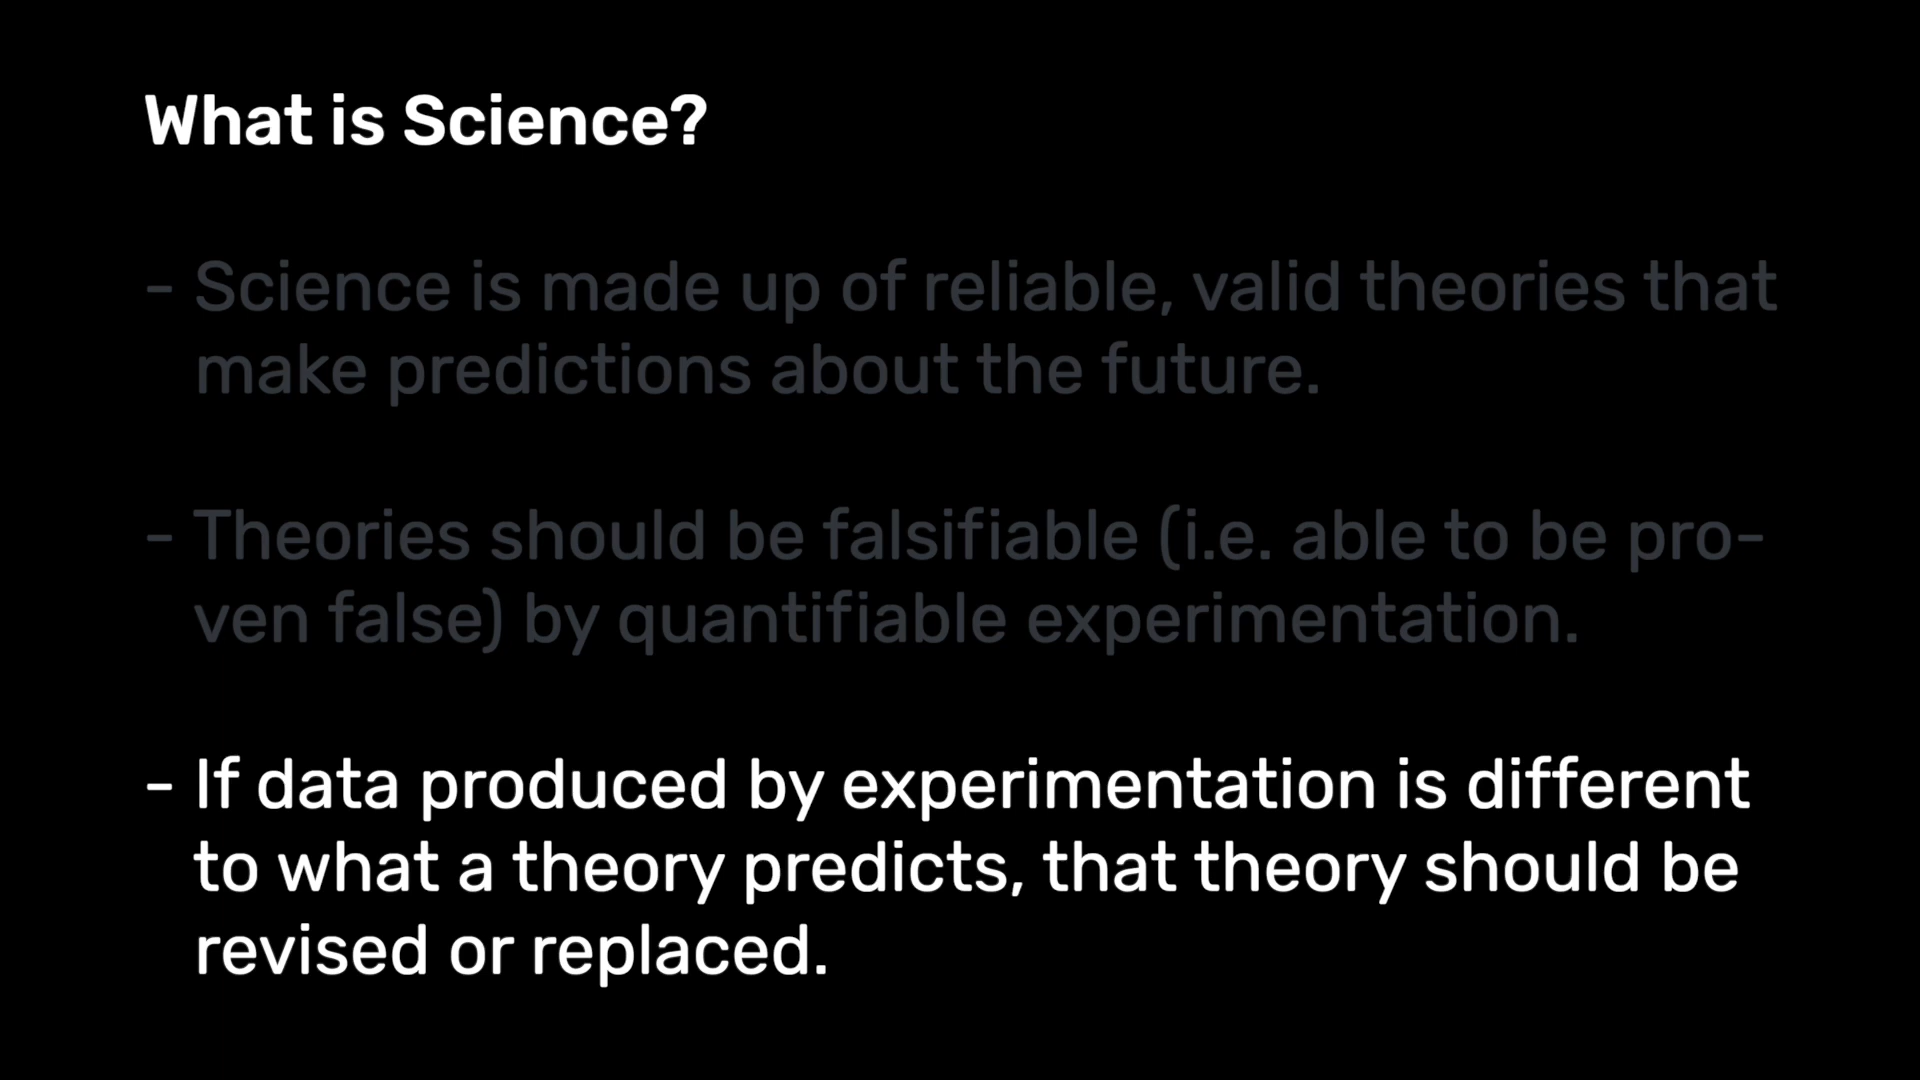 What is Science?
- Science is made up of reliable, valid theories that
make predictions about the future.
- Theories should be falsifiable (i.e. able to be pro-
ven false) by quantifiable experimentation.
- If data produced by experimentation is different
to what a theory predicts, that theory should be
revised or replaced.